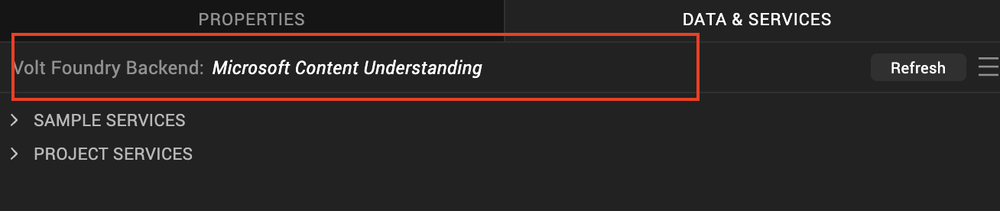 PROPERTIES
DATA & SERVICES
Volt Foundry Backend: Microsoft Content Understanding
Refresh
SAMPLE SERVICES
PROJECT SERVICES